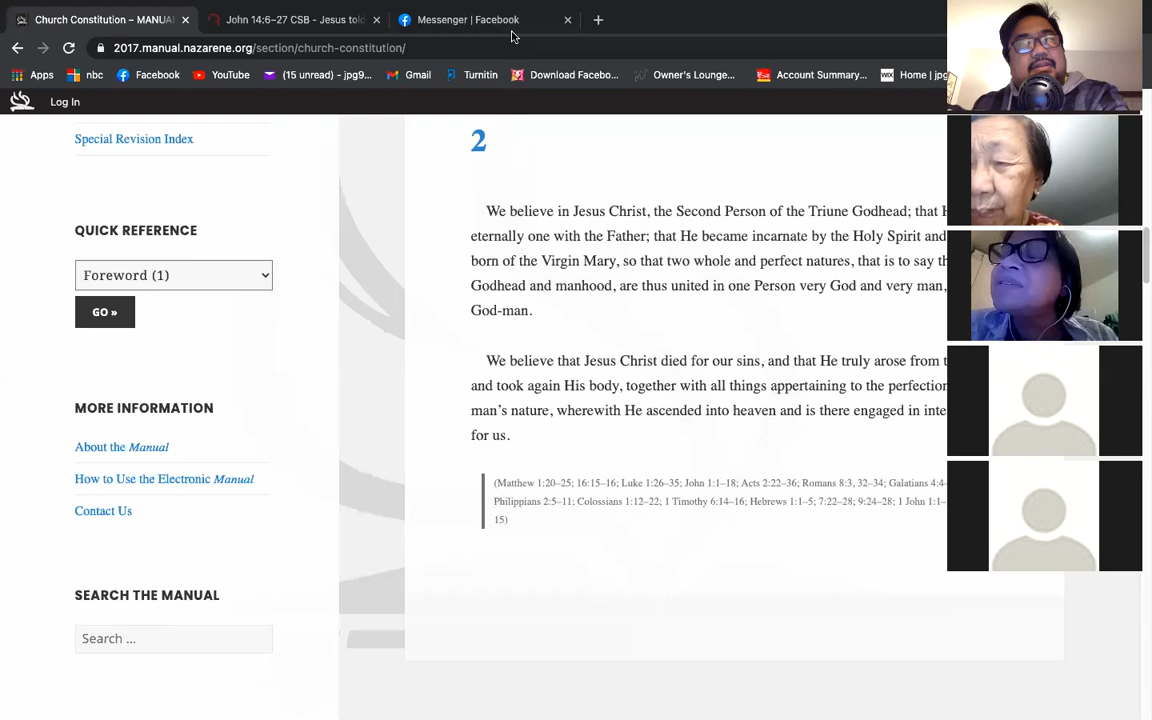 Church Constitution – MANUA
John 14:6–27 CSB - Jesus tol
Messenger | Facebook
2017.manual.nazarene.org/section/church-constitution/
Apps
nbc
Facebook
YouTube
(15 unread) - jpg9...
Gmail
Turnitin
Download Facebo...
Owner's Lounge...
Account Summary...
Home | jpg
Log In
Special Revision Index
QUICK REFERENCE
Foreword (1)
GO »
MORE INFORMATION
About the Manual
How to Use the Electronic Manual
Contact Us
SEARCH THE MANUAL
Search ...
2
We believe in Jesus Christ, the Second Person of the Triune Godhead; that H
eternally one with the Father; that He became incarnate by the Holy Spirit and
born of the Virgin Mary, so that two whole and perfect natures, that is to say th
Godhead and manhood, are thus united in one Person very God and very man,
God-man.
We believe that Jesus Christ died for our sins, and that He truly arose from t
and took again His body, together with all things appertaining to the perfection
man's nature, wherewith He ascended into heaven and is there engaged in inte
for us.
(Matthew 1:20–25; 16:15–16; Luke 1:26–35; John 1:1–18; Acts 2:22–36; Romans 8:3, 32–34; Galatians 4:4–
Philippians 2:5–11; Colossians 1:12–22; 1 Timothy 6:14–16; Hebrews 1:1–5; 7:22–28; 9:24–28; 1 John 1:1–
15)